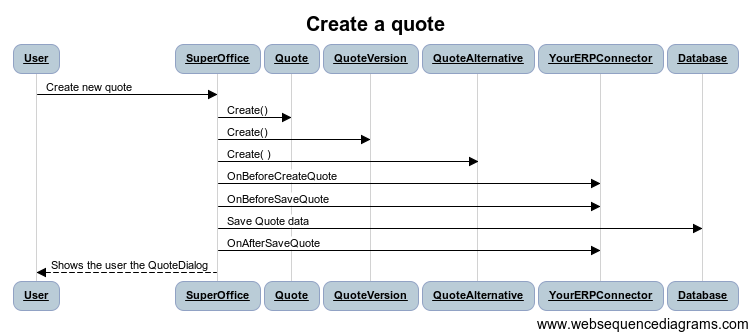 Create a quote
User SuperOffice Quote QuoteVersion QuoteAlternative YourERPConnector Database
Create new quote
Create()
Create()
Create( )
OnBeforeCreateQuote
OnBeforeSaveQuote
Save Quote data
OnAfterSaveQuote
Shows the user the QuoteDialog
User SuperOffice Quote QuoteVersion QuoteAlternative YourERPConnector Database
www.websequencediagrams.com